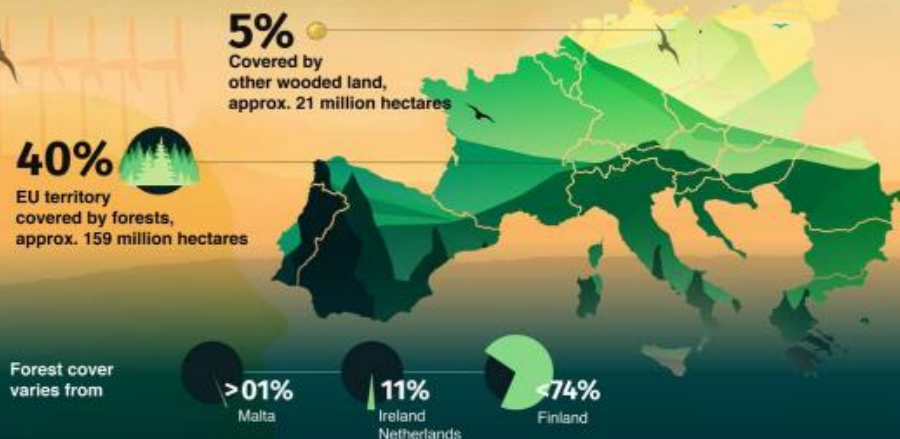 5%
Covered by
other wooded land,
approx. 21 million hectares
40%
EU territory
covered by forests,
approx. 159 million hectares
Forest cover
varies from
>01%
Malta
11%
Ireland
Netherlands
<74%
Finland